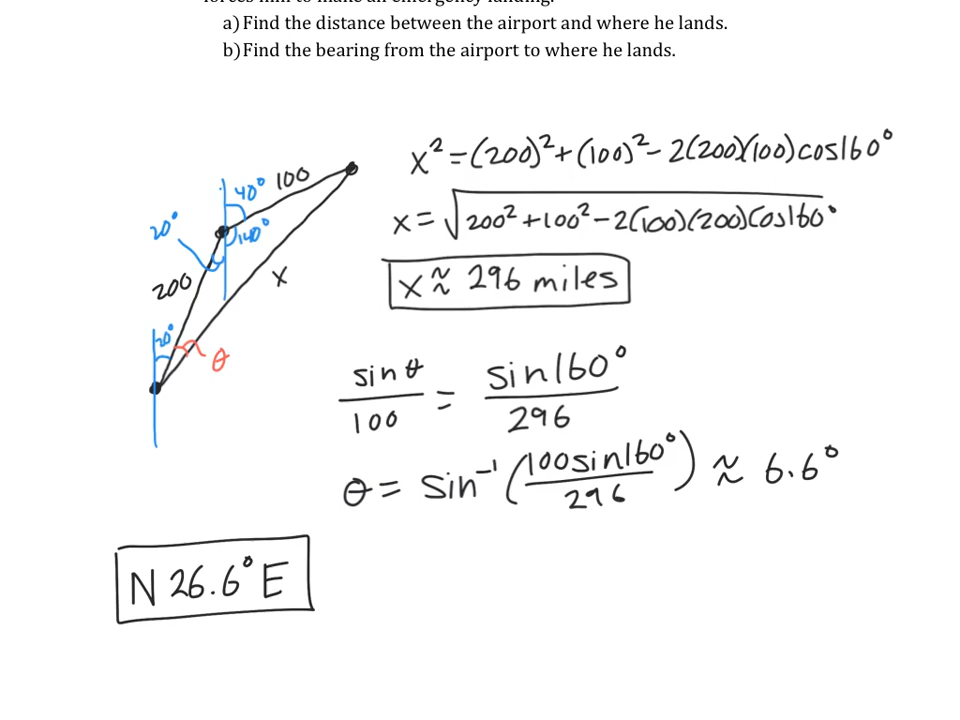 a) Find the distance between the airport and where he lands.
b) Find the bearing from the airport to where he lands.
x² = (200)² + (100)² - 2(200)(100)cos160°
x = √200² + 100² - 2(100)(200)cos160°
x ≈ 296 miles
40° 100
20°
140°
200
x
20°
θ
sin θ / 100 = sin160° / 296
θ = sin⁻¹(100sin160° / 296) ≈ 6.6°
N 26.6° E